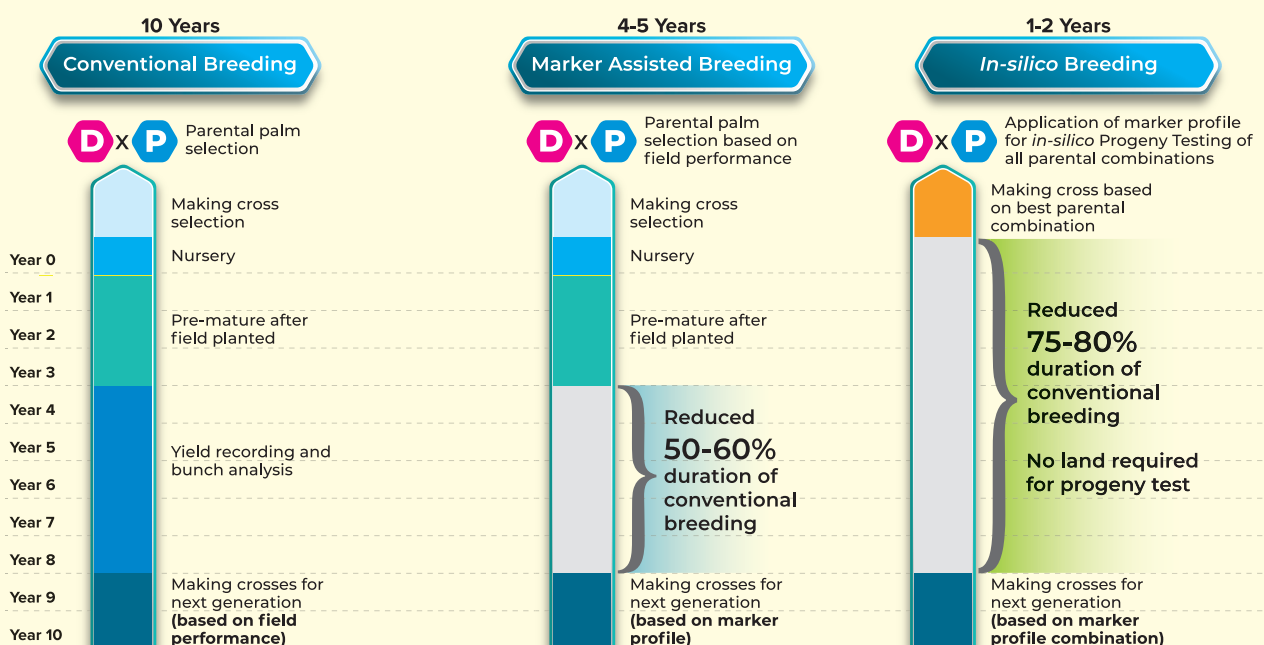 10 Years
Conventional Breeding
D x P
Parental palm
selection
Making cross
selection
Nursery
Pre-mature after
field planted
Yield recording and
bunch analysis
Making crosses for
next generation
(based on field
performance)
Year 0
Year 1
Year 2
Year 3
Year 4
Year 5
Year 6
Year 7
Year 8
Year 9
Year 10
4-5 Years
Marker Assisted Breeding
D x P
Parental palm
selection based on
field performance
Making cross
selection
Nursery
Pre-mature after
field planted
Reduced
50-60%
duration of
conventional
breeding
Making crosses for
next generation
(based on marker
profile)
1-2 Years
In-silico Breeding
D x P
Application of marker profile
for in-silico Progeny Testing of
all parental combinations
Making cross based
on best parental
combination
Reduced
75-80%
duration of
conventional
breeding
No land required
for progeny test
Making crosses for
next generation
(based on marker
profile combination)